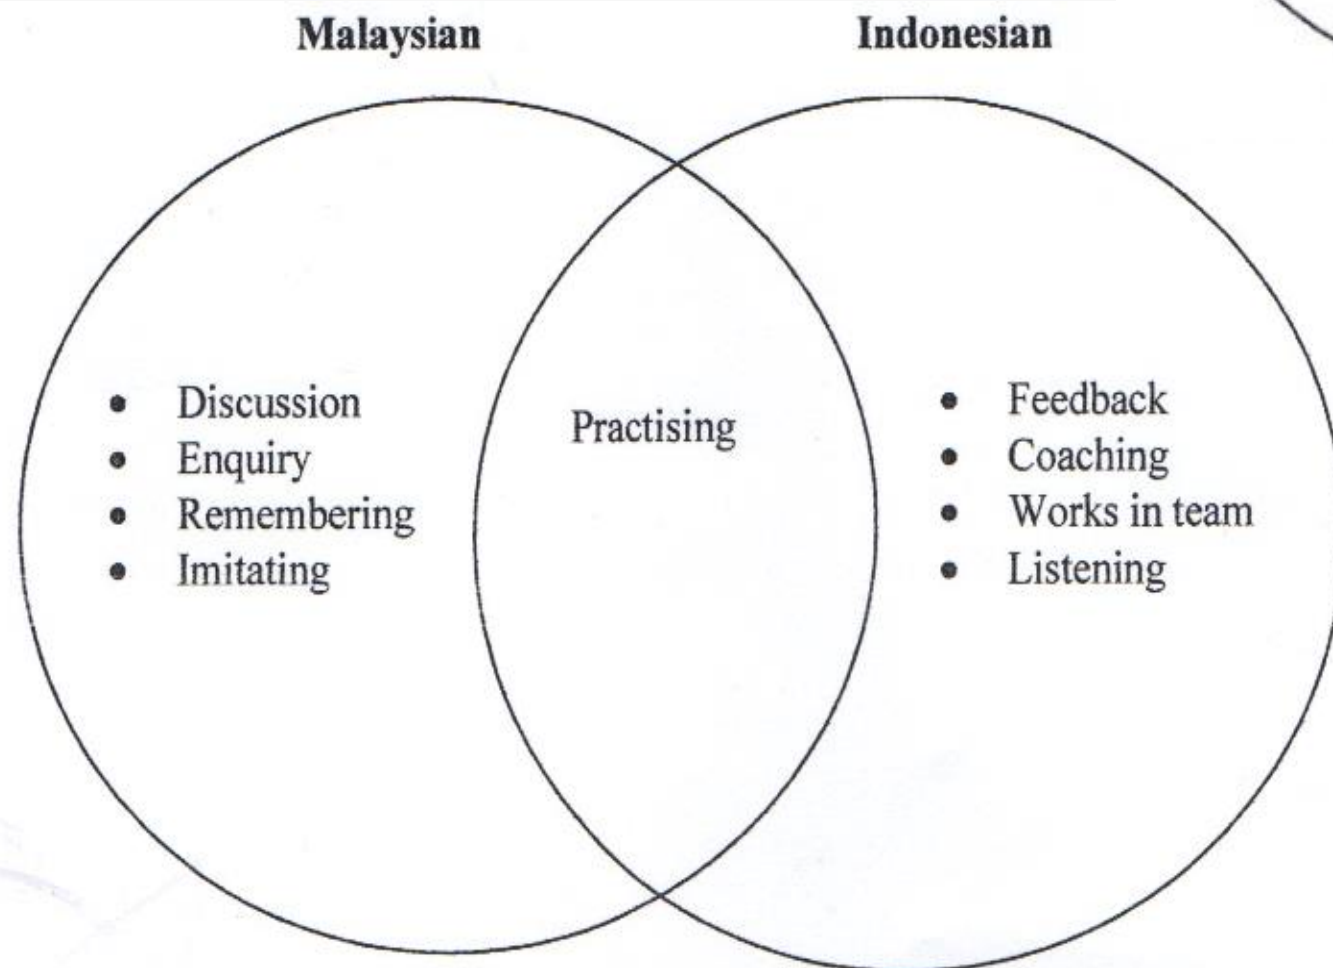 Malaysian
Indonesian
• Discussion
• Enquiry
• Remembering
• Imitating
Practising
• Feedback
• Coaching
• Works in team
• Listening